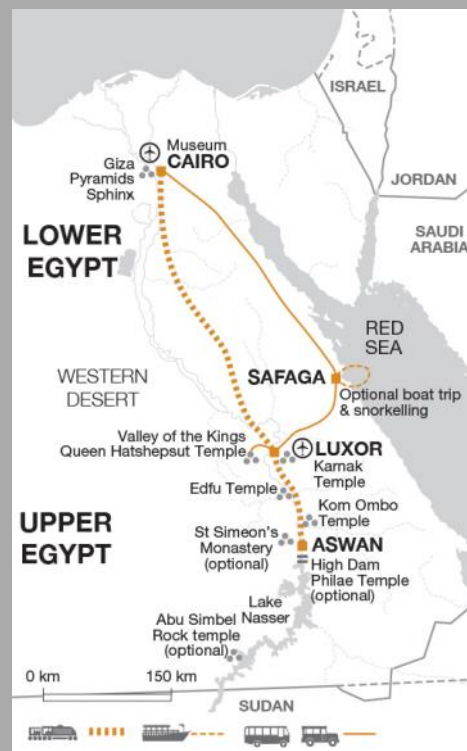 ISRAEL
JORDAN
SAUDI
ARABIA
Museum
CAIRO
Giza
Pyramids
Sphinx
LOWER
EGYPT
RED
SEA
WESTERN
DESERT
SAFAGA
Optional boat trip
& snorkelling
Valley of the Kings
Queen Hatshepsut Temple
LUXOR
Karnak
Temple
Edfu Temple
Kom Ombo
Temple
UPPER
EGYPT
St Simeon's
Monastery
(optional)
ASWAN
High Dam
Philae Temple
(optional)
Lake
Nasser
Abu Simbel
Rock temple
(optional)
0 km
150 km
SUDAN